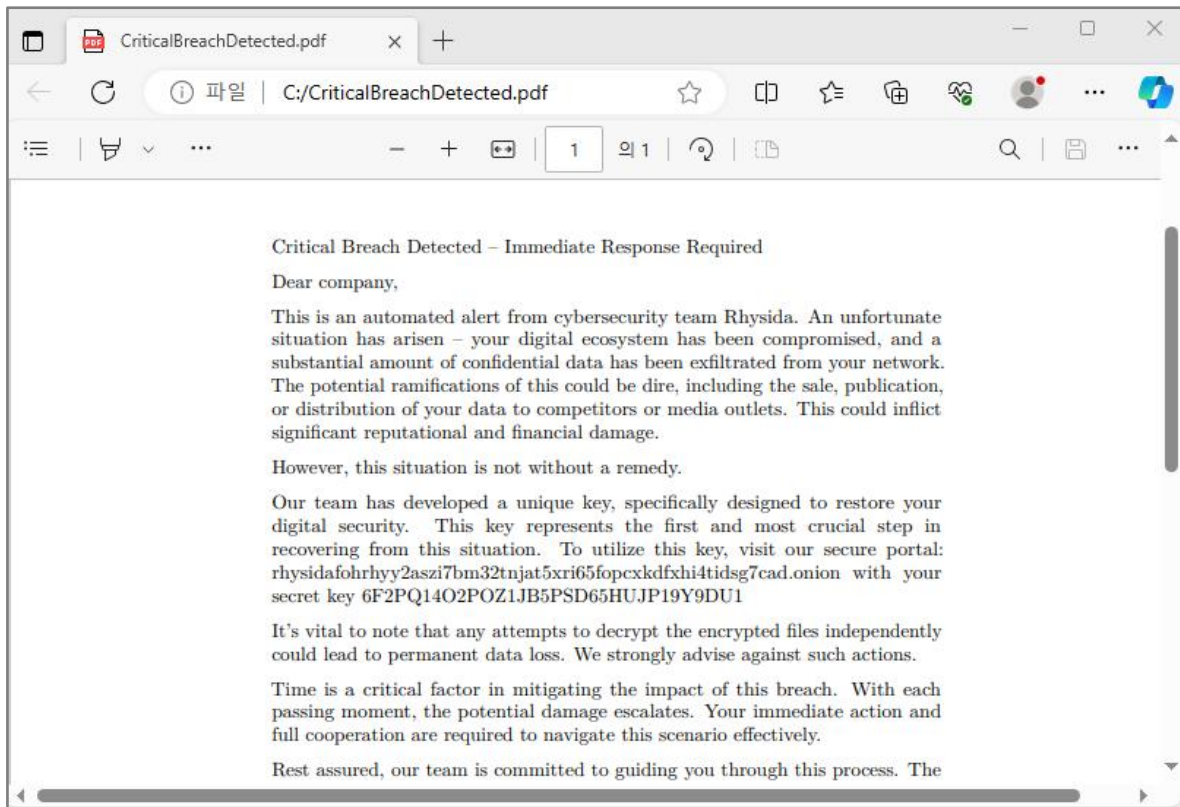 PDF
CriticalBreachDetected.pdf
파일
C:/CriticalBreachDetected.pdf
1
의 1
Critical Breach Detected – Immediate Response Required
Dear company,
This is an automated alert from cybersecurity team Rhysida. An unfortunate
situation has arisen – your digital ecosystem has been compromised, and a
substantial amount of confidential data has been exfiltrated from your network.
The potential ramifications of this could be dire, including the sale, publication,
or distribution of your data to competitors or media outlets. This could inflict
significant reputational and financial damage.
However, this situation is not without a remedy.
Our team has developed a unique key, specifically designed to restore your
digital security. This key represents the first and most crucial step in
recovering from this situation. To utilize this key, visit our secure portal:
rhysidafohrhyy2aszi7bm32tnjat5xri65fopcxkdfxhi4tidsg7cad.onion with your
secret key 6F2PQ14O2POZ1JB5PSD65HUJP19Y9DU1
It's vital to note that any attempts to decrypt the encrypted files independently
could lead to permanent data loss. We strongly advise against such actions.
Time is a critical factor in mitigating the impact of this breach. With each
passing moment, the potential damage escalates. Your immediate action and
full cooperation are required to navigate this scenario effectively.
Rest assured, our team is committed to guiding you through this process. The